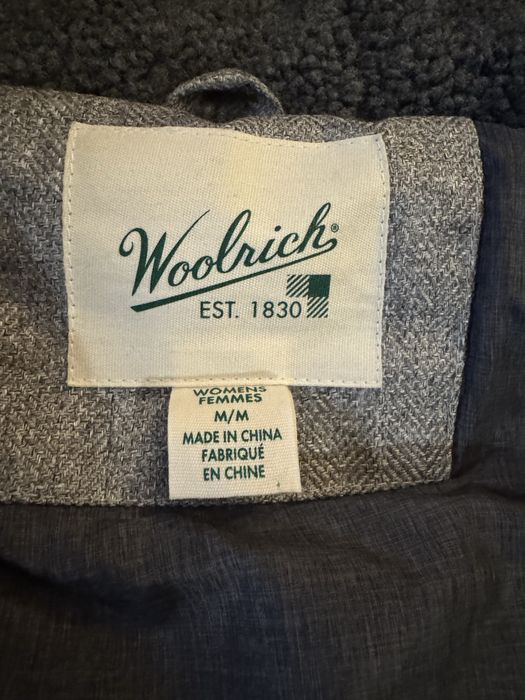 Woolrich®
EST. 1830
WOMENS
FEMMES
M/M
MADE IN CHINA
FABRIQUÉ
EN CHINE